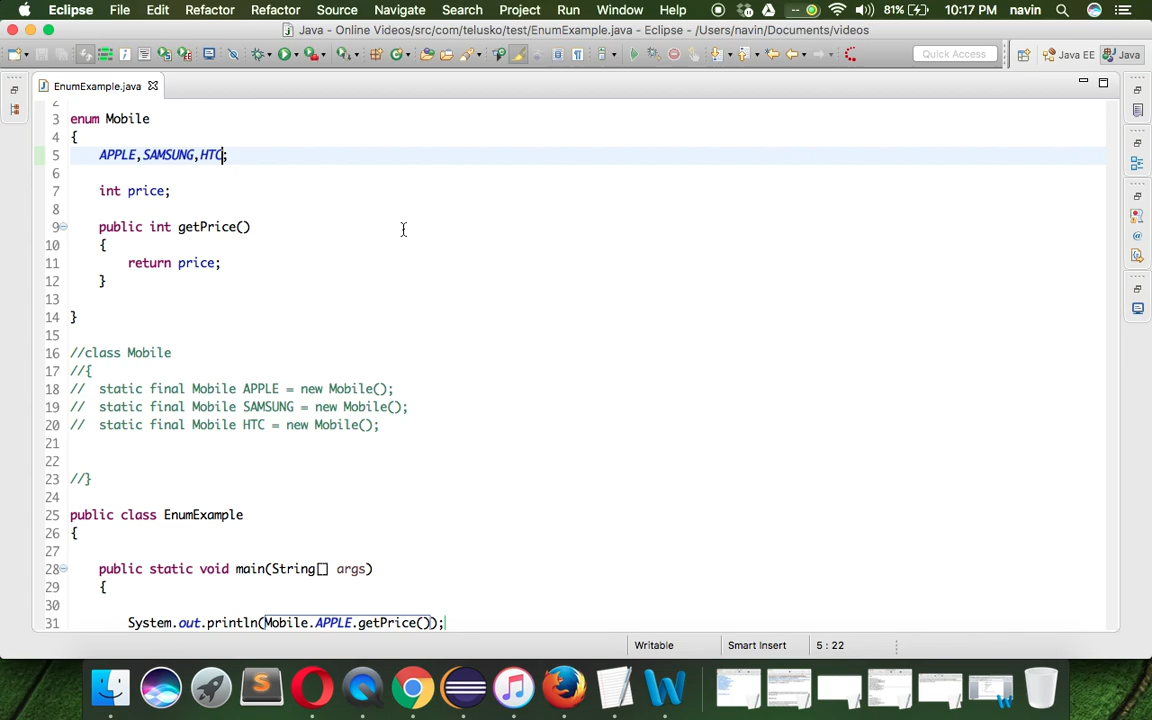 Eclipse File Edit Refactor Refactor Source Navigate Search Project Run Window Help 81% 10:17 PM navin
Java - Online Videos/src/com/telusko/test/EnumExample.java - Eclipse - /Users/navin/Documents/videos
Quick Access Java EE Java
EnumExample.java
2
3 enum Mobile
4 {
5 APPLE,SAMSUNG,HTC;
6
7 int price;
8
9 public int getPrice()
10 {
11 return price;
12 }
13
14 }
15
16 //class Mobile
17 //{
18 // static final Mobile APPLE = new Mobile();
19 // static final Mobile SAMSUNG = new Mobile();
20 // static final Mobile HTC = new Mobile();
21
22
23 //}
24
25 public class EnumExample
26 {
27
28 public static void main(String[] args)
29 {
30
31 System.out.println(Mobile.APPLE.getPrice());
Writable Smart Insert 5 : 22